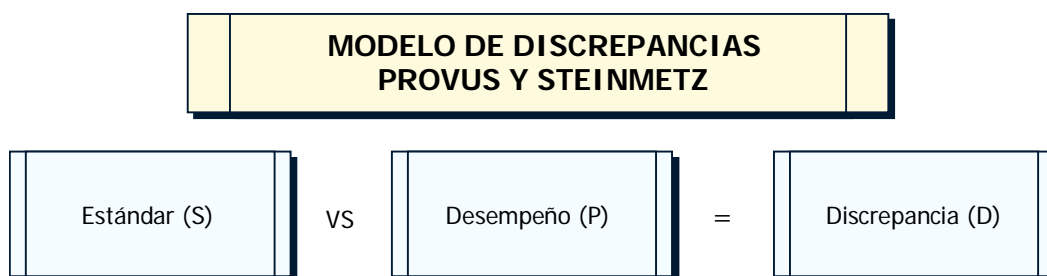 MODELO DE DISCREPANCIAS
PROVUS Y STEINMETZ
Estándar (S) VS Desempeño (P) = Discrepancia (D)